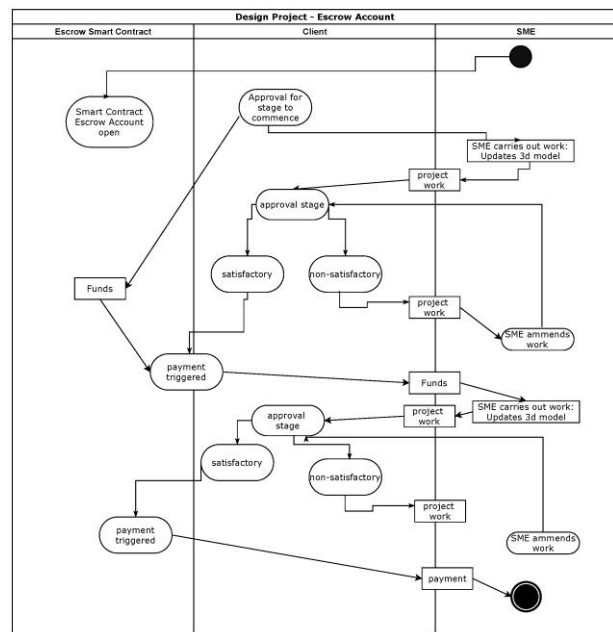 Design Project - Escrow Account
Escrow Smart Contract
Client
SME
Smart Contract
Escrow Account
open
Approval for
stage to
commence
SME carries out work:
Updates 3d model
project
work
approval stage
satisfactory
non-satisfactory
Funds
project
work
SME ammends
work
payment
triggered
Funds
SME carries out work:
Updates 3d model
project
work
approval
stage
satisfactory
non-satisfactory
project
work
payment
triggered
SME ammends
work
payment